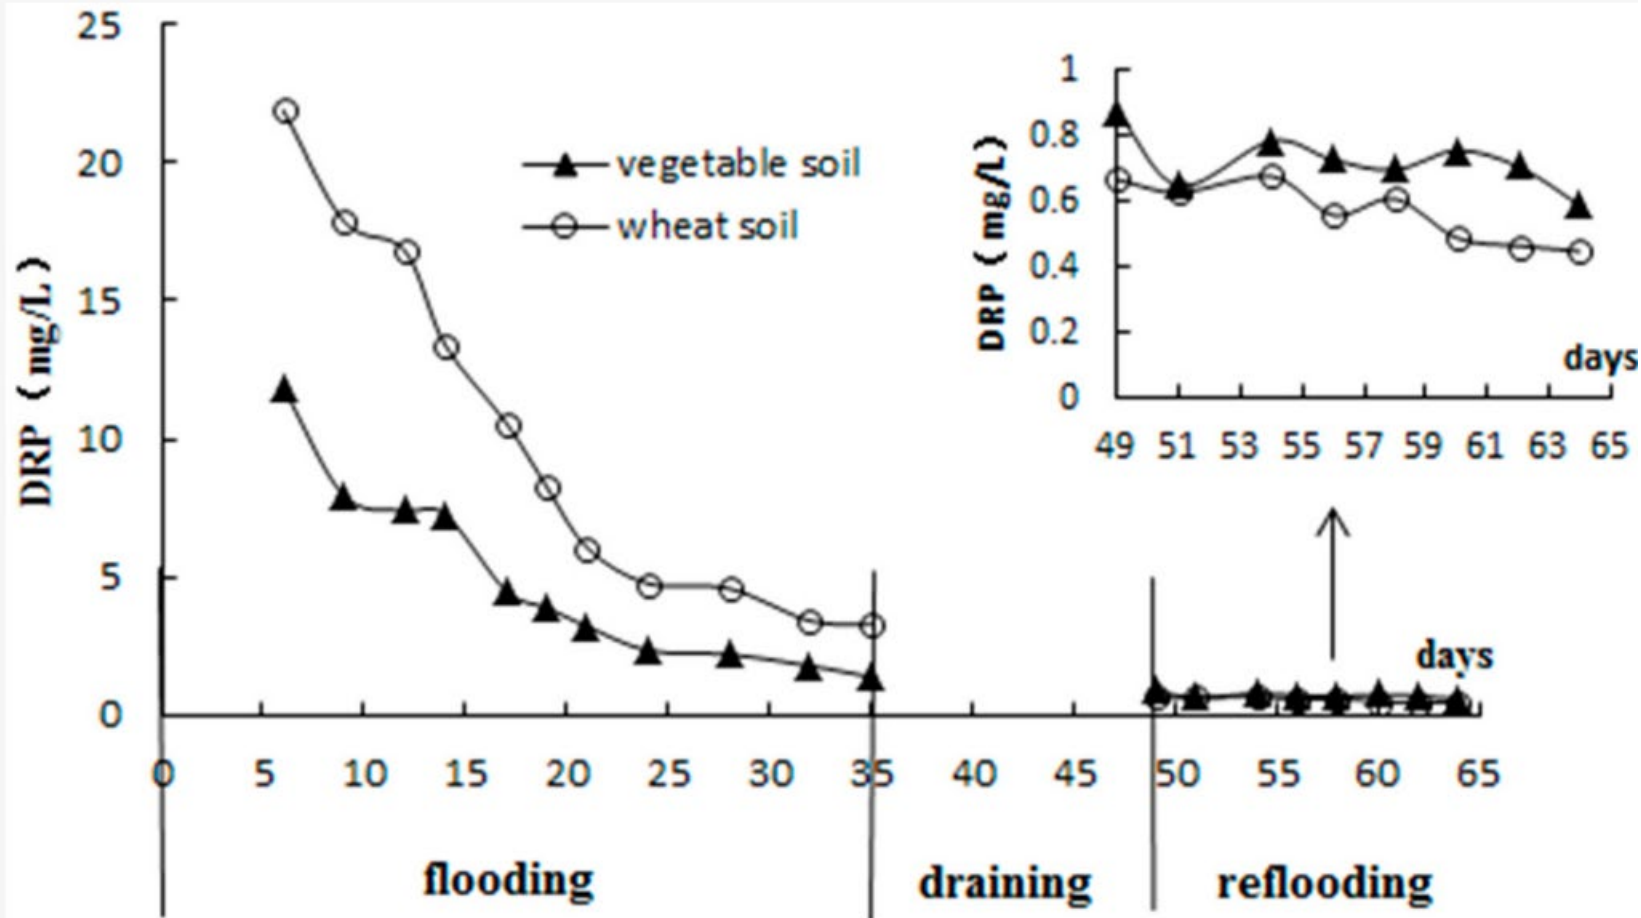 25
20
15
10
5
0
DRP ( mg/L )
vegetable soil
wheat soil
1
0.8
0.6
0.4
0.2
0
DRP ( mg/L )
days
49 51 53 55 57 59 61 63 65
days
0 5 10 15 20 25 30 35 40 45 50 55 60 65
flooding draining reflooding